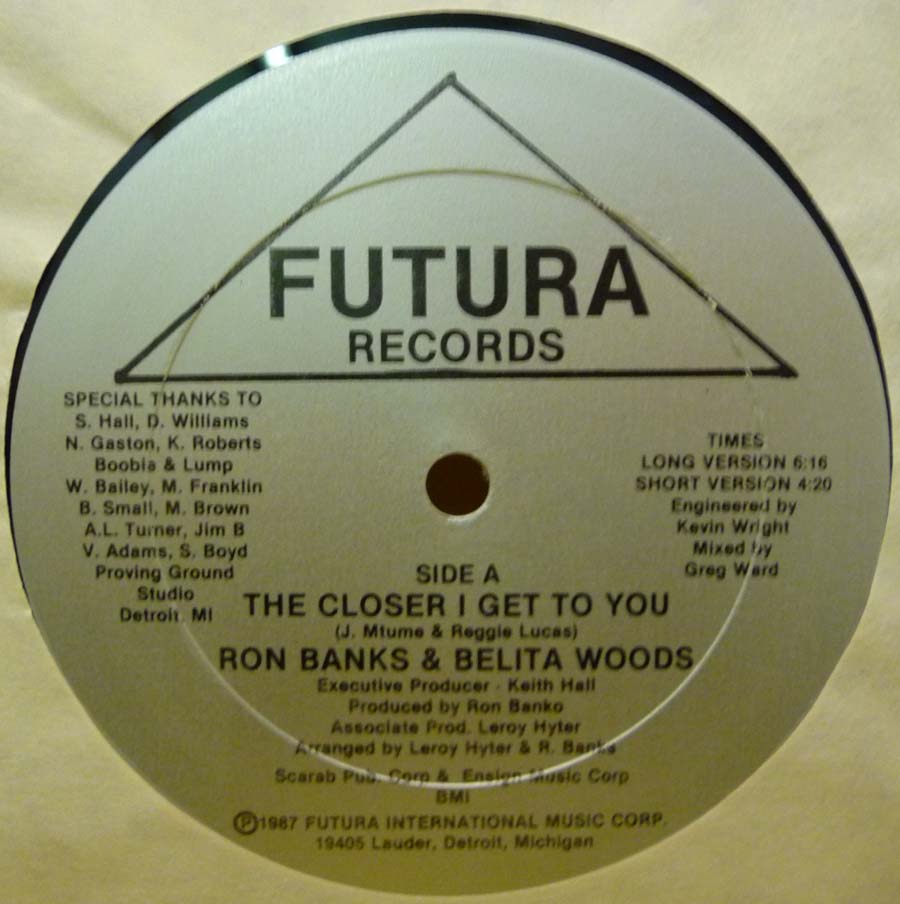 FUTURA
RECORDS
SPECIAL THANKS TO
S. Hall, D. Williams
N. Gaston, K. Roberts
Boobia & Lump
W. Bailey, M. Franklin
B. Small, M. Brown
A.L. Turner, Jim B
V. Adams, S. Boyd
Proving Ground
Studio
Detroit, MI
TIMES
LONG VERSION 6:16
SHORT VERSION 4:20
Engineered by
Kevin Wright
Mixed by
Greg Ward
SIDE A
THE CLOSER I GET TO YOU
(J. Mtume & Reggie Lucas)
RON BANKS & BELITA WOODS
Executive Producer - Keith Hall
Produced by Ron Banko
Associate Prod. Leroy Hyter
Arranged by Leroy Hyter & R. Banks
Scarab Pub. Corp & Ensign Music Corp
BMI
℗1987 FUTURA INTERNATIONAL MUSIC CORP.
19405 Lauder, Detroit, Michigan